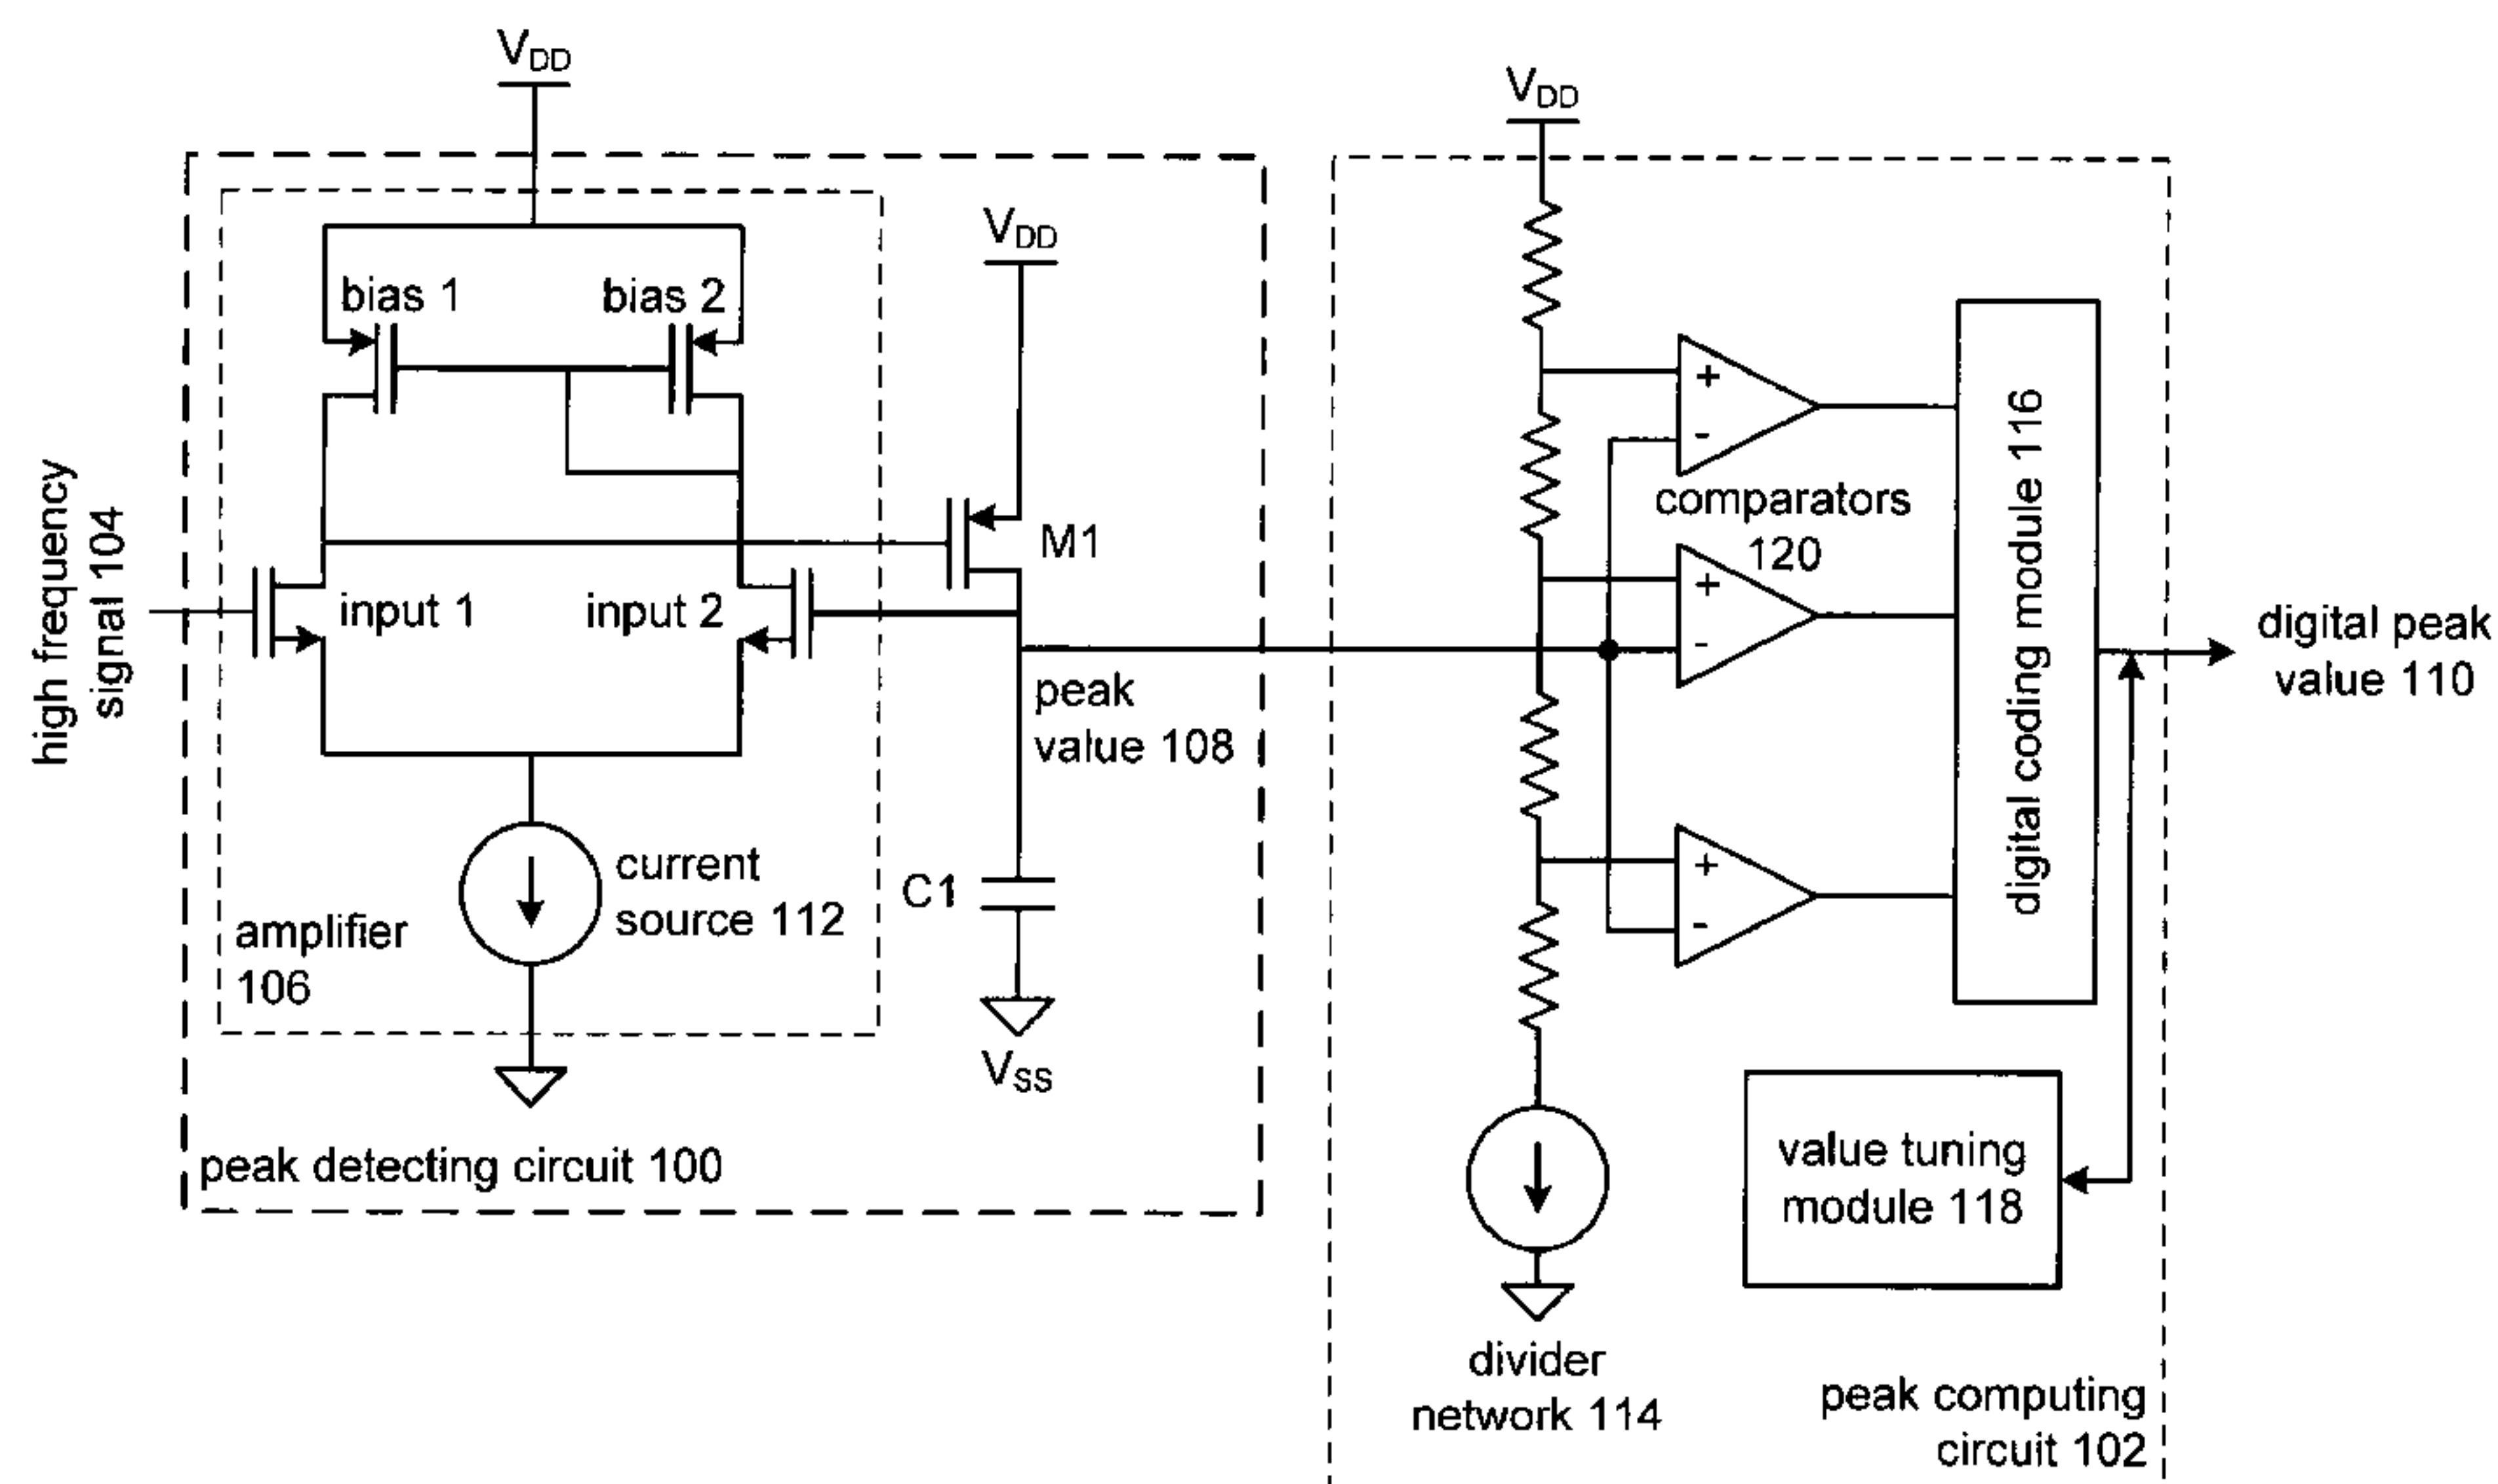 VDD
VDD
bias 1
bias 2
VDD
high frequency
signal 104
input 1
input 2
M1
comparators
120
+
-
+
-
+
-
digital coding module 116
digital peak
value 110
peak
value 108
current
source 112
C1
amplifier
106
VSS
peak detecting circuit 100
value tuning
module 118
divider
network 114
peak computing
circuit 102